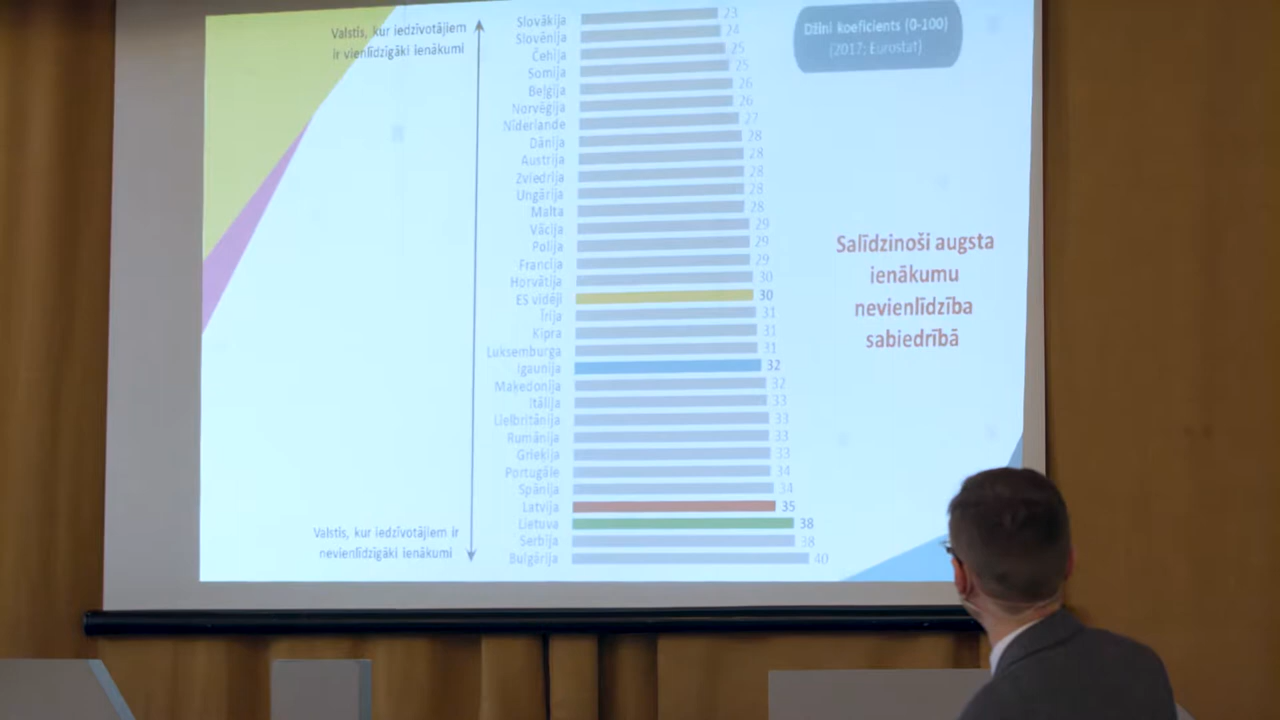 Valstis, kur iedzīvotājiem
ir vienlīdzīgāki ienākumi
Džini koeficients (0-100)
(2017; Eurostat)
Slovākija 23
Slovēnija 24
Čehija 25
Somija 25
Beļģija 26
Norvēģija 26
Nīderlande 27
Dānija 28
Austrija 28
Zviedrija 28
Ungārija 28
Malta 28
Vācija 29
Polija 29
Francija 29
Horvātija 30
ES vidēji 30
Īrija 31
Kipra 31
Luksemburga 31
Igaunija 32
Maķedonija 32
Itālija 33
Lielbritānija 33
Rumānija 33
Grieķija 33
Portugāle 34
Spānija 34
Latvija 35
Lietuva 38
Serbija 38
Bulgārija 40
Salīdzinoši augsta
ienākumu
nevienlīdzība
sabiedrībā
Valstis, kur iedzīvotājiem ir
nevienlīdzīgāki ienākumi